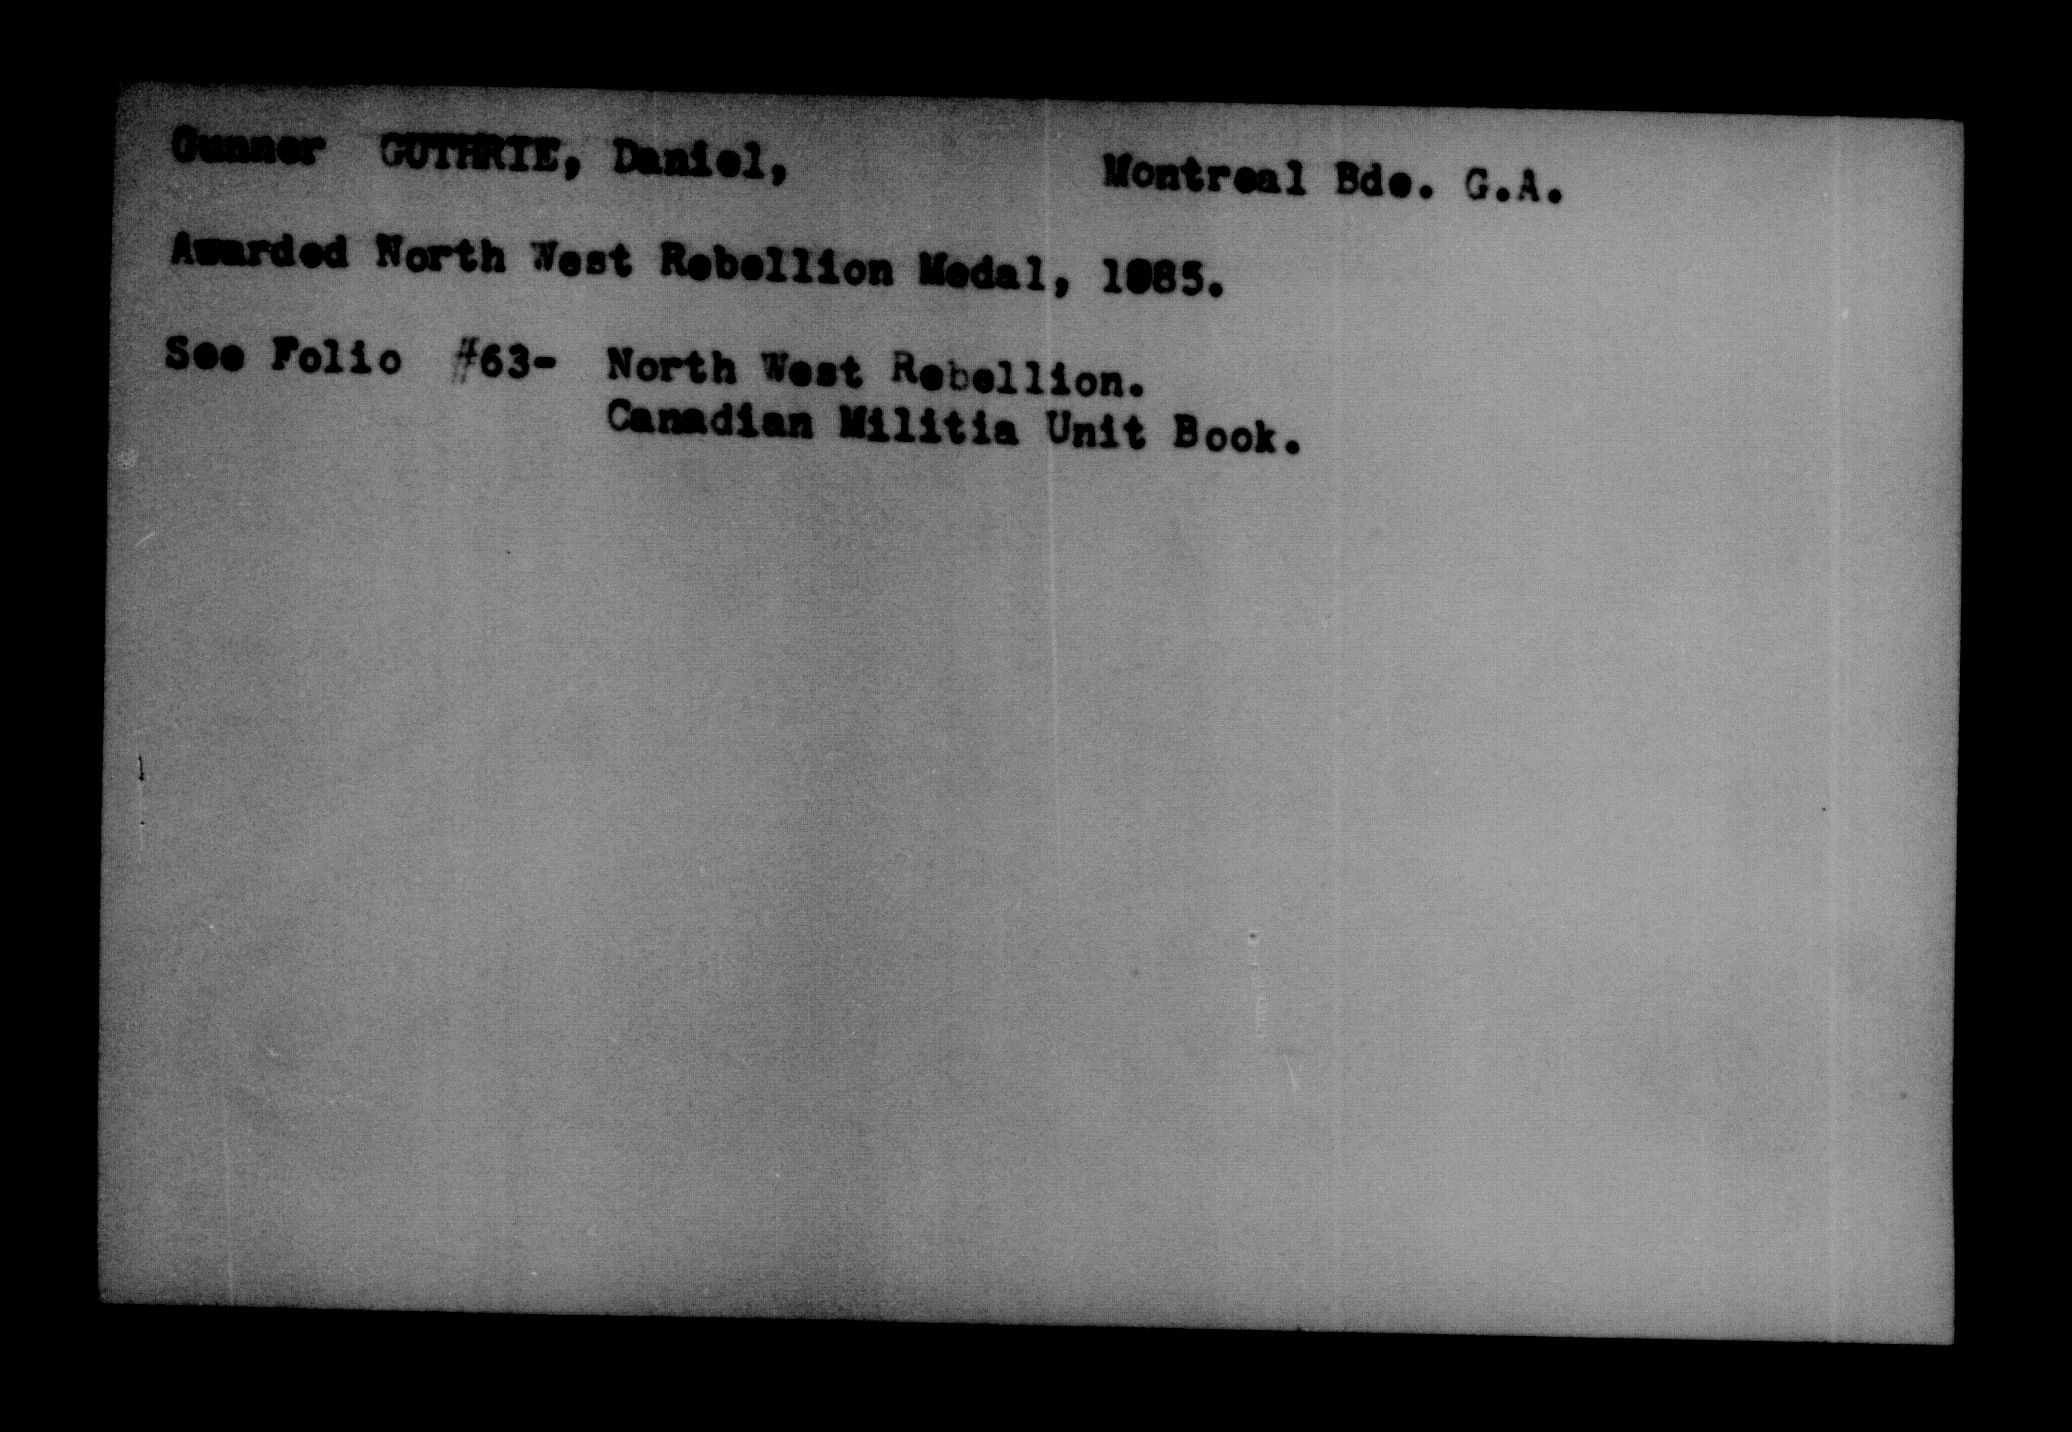 Gunner GUTHRIE, Daniel, Montreal Bde. G.A.
Awarded North West Rebellion Medal, 1885.
See Folio #63- North West Rebellion.
Canadian Militia Unit Book.